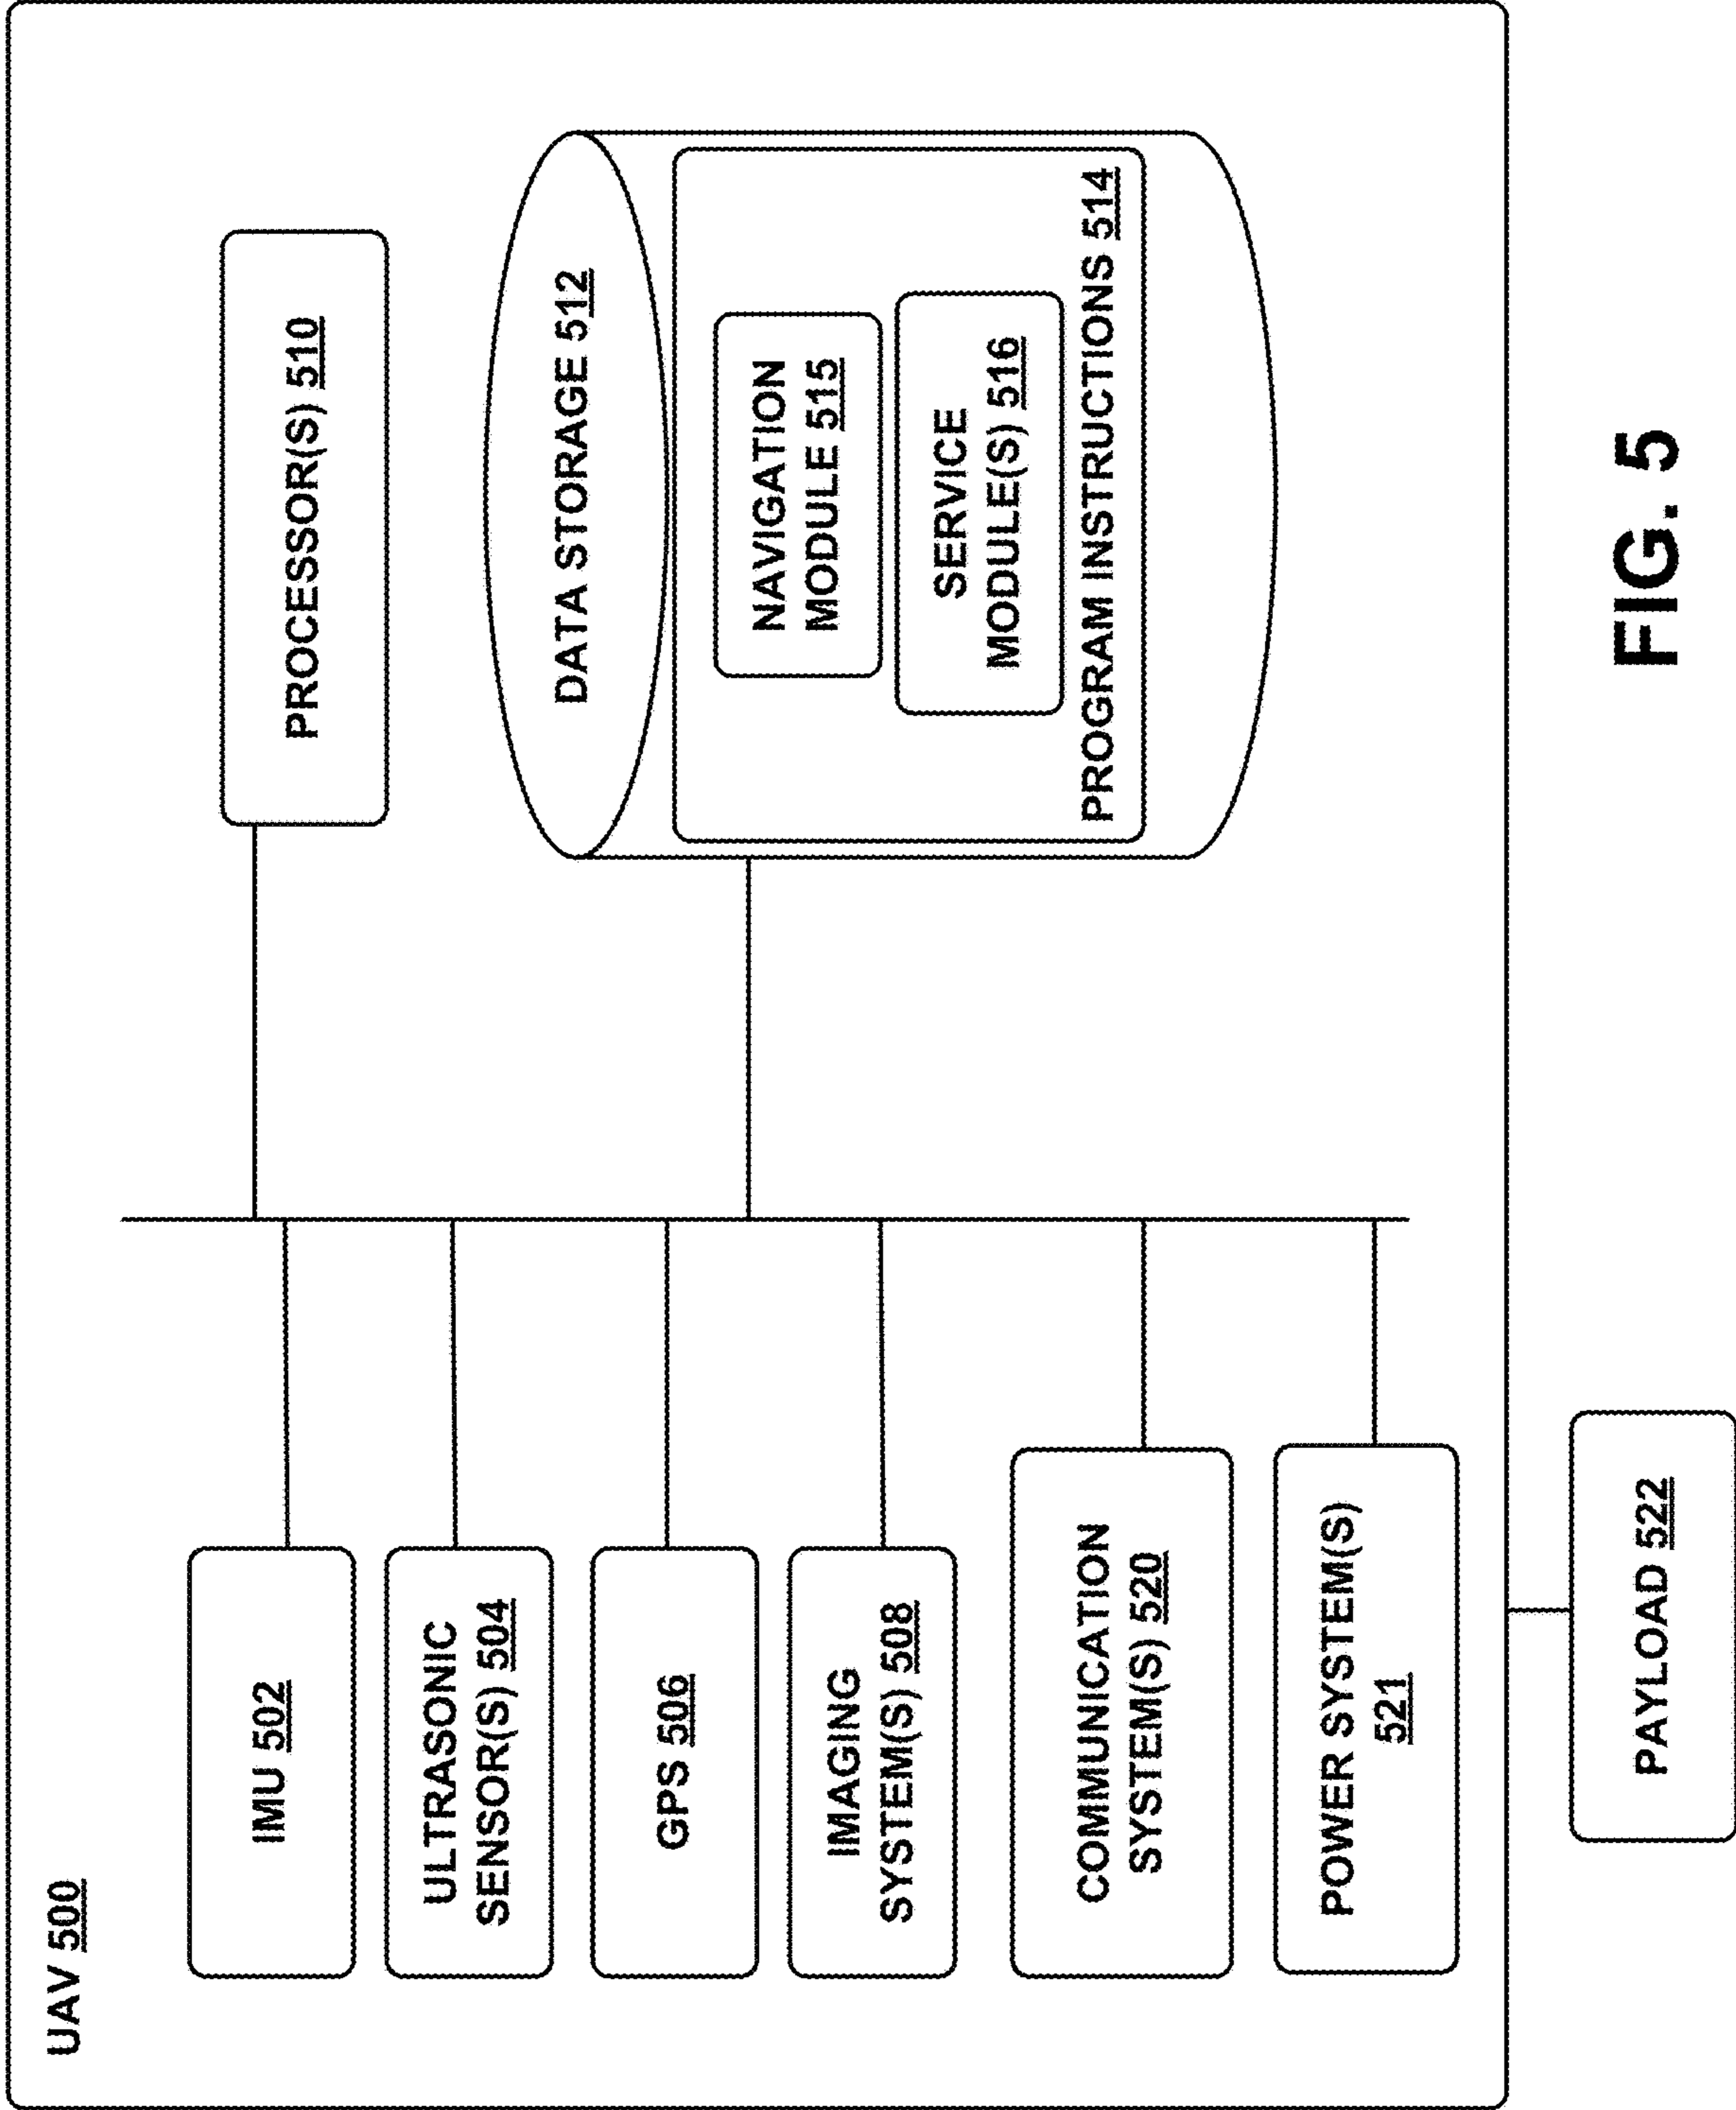 UAV 500
IMU 502
ULTRASONIC
SENSOR(S) 504
GPS 506
IMAGING
SYSTEM(S) 508
COMMUNICATION
SYSTEM(S) 520
POWER SYSTEM(S)
521
PROCESSOR(S) 510
DATA STORAGE 512
NAVIGATION
MODULE 515
SERVICE
MODULE(S) 516
PROGRAM INSTRUCTIONS 514
PAYLOAD 522
FIG. 5